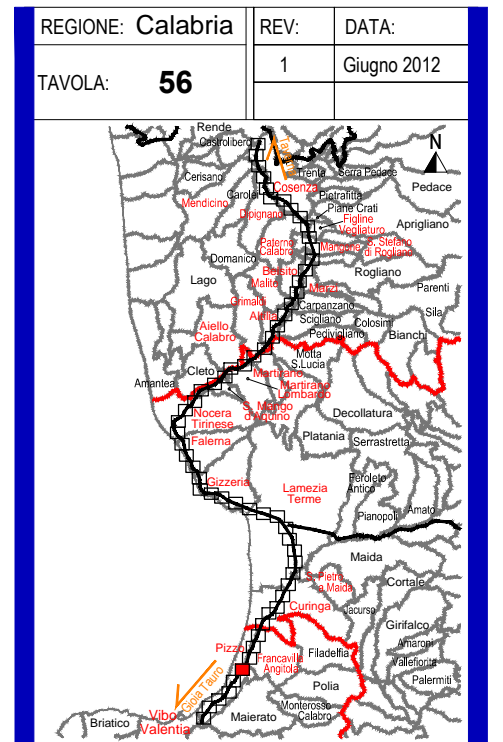 REGIONE: Calabria
REV:
DATA:
TAVOLA: 56
1
Giugno 2012
Rende
Castrolibero
N
Trenta
Serra Pedace
Cerisano
Cosenza
Pedace
Carolei
Pietrafitta
Mendicino
Piane Crati
Dipignano
Figline
Vegliaturo
Aprigliano
Paterno
Calabro
Mangone
S. Stefano
di Rogliano
Domanico
Belsito
Rogliano
Lago
Malito
Marzi
Parenti
Grimaldi
Carpanzano
Sila
Altilia
Scigliano
Colosimi
Aiello
Calabro
Pedivigliano
Bianchi
Motta
S.Lucia
Cleto
Martirano
Amantea
Martirano
Lombardo
S. Mango
d'Aquino
Nocera
Tirinese
Decollatura
Platania
Falerna
Serrastretta
Gizzeria
Feroleto
Antico
Lamezia
Terme
Pianopoli
Amato
Maida
S. Pietro
a Maida
Cortale
Curinga
Jacurso
Girifalco
Pizzo
Amaroni
Francavilla
Angitola
Filadelfia
Vallefiorita
Gioia Tauro
Polia
Palermiti
Vibo
Valentia
Briatico
Maierato
Monterosso
Calabro